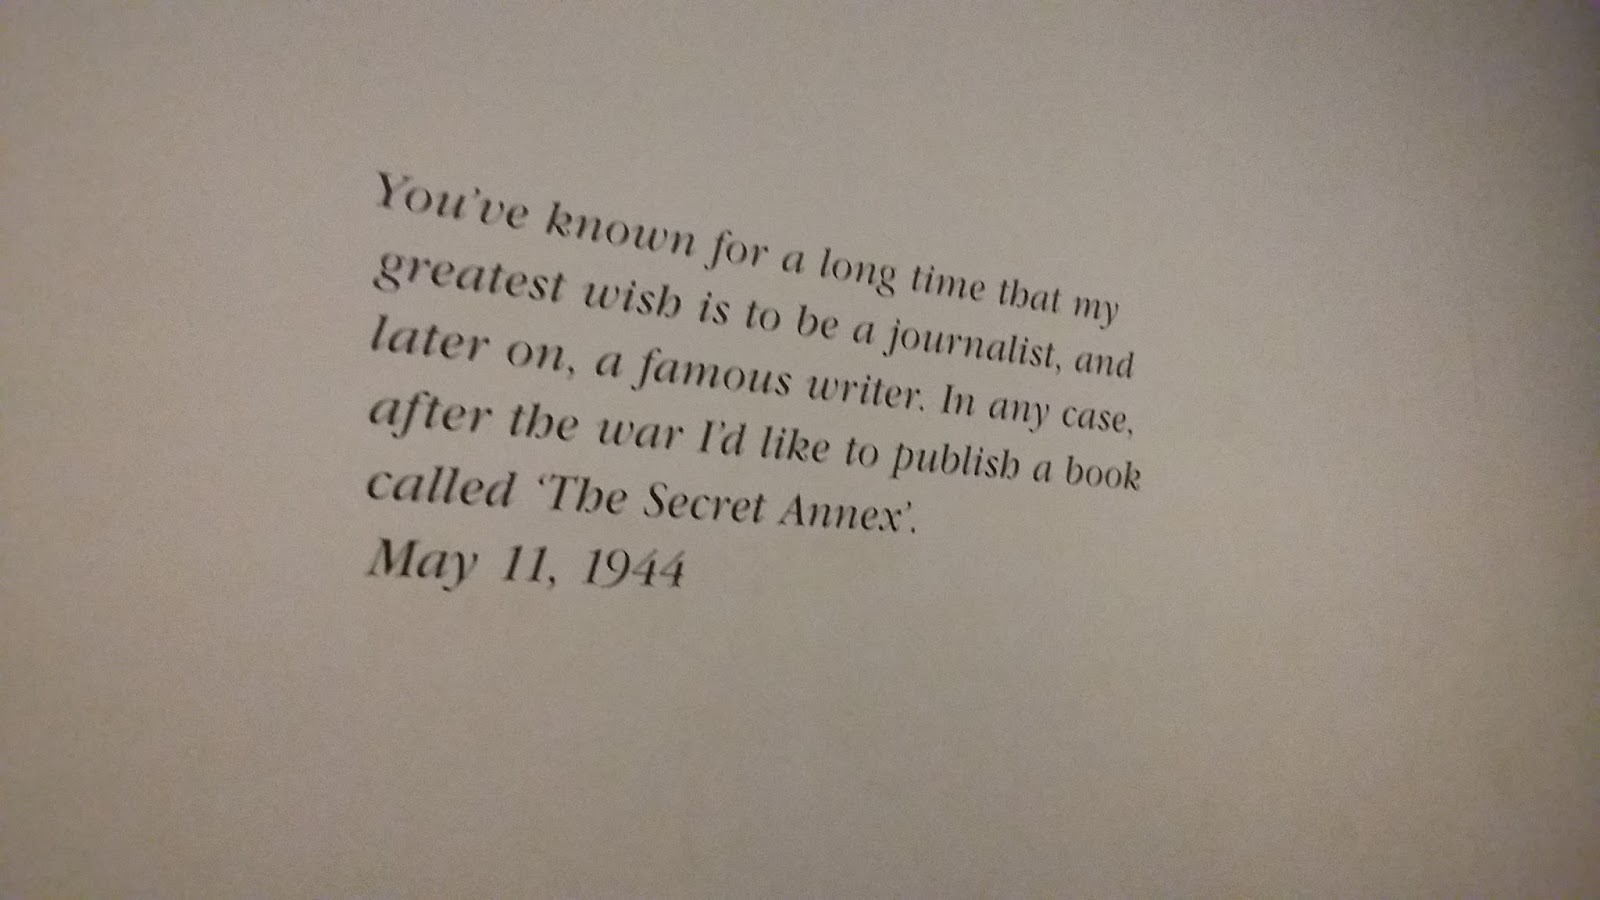 You've known for a long time that my
greatest wish is to be a journalist, and
later on, a famous writer. In any case,
after the war I'd like to publish a book
called ‘The Secret Annex’.
May 11, 1944